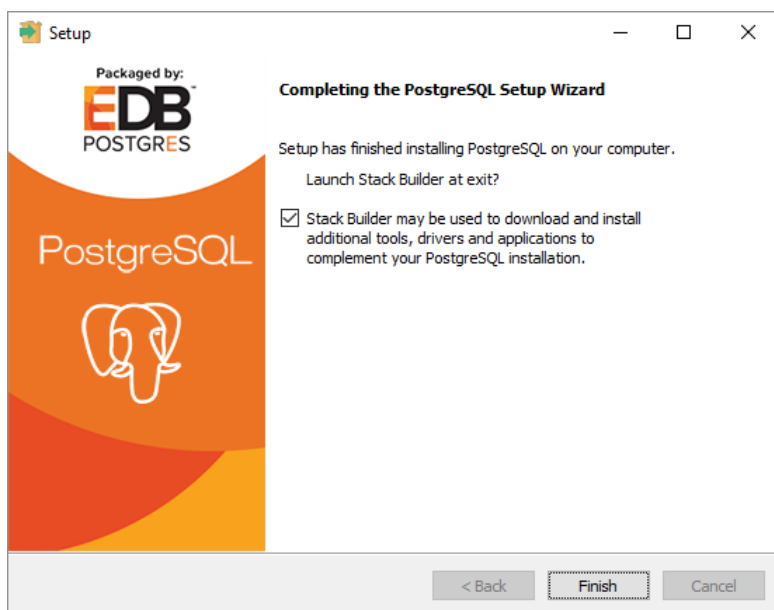 Setup
Packaged by:
EDB
POSTGRES
PostgreSQL
Completing the PostgreSQL Setup Wizard
Setup has finished installing PostgreSQL on your computer.
Launch Stack Builder at exit?
Stack Builder may be used to download and install
additional tools, drivers and applications to
complement your PostgreSQL installation.
< Back
Finish
Cancel